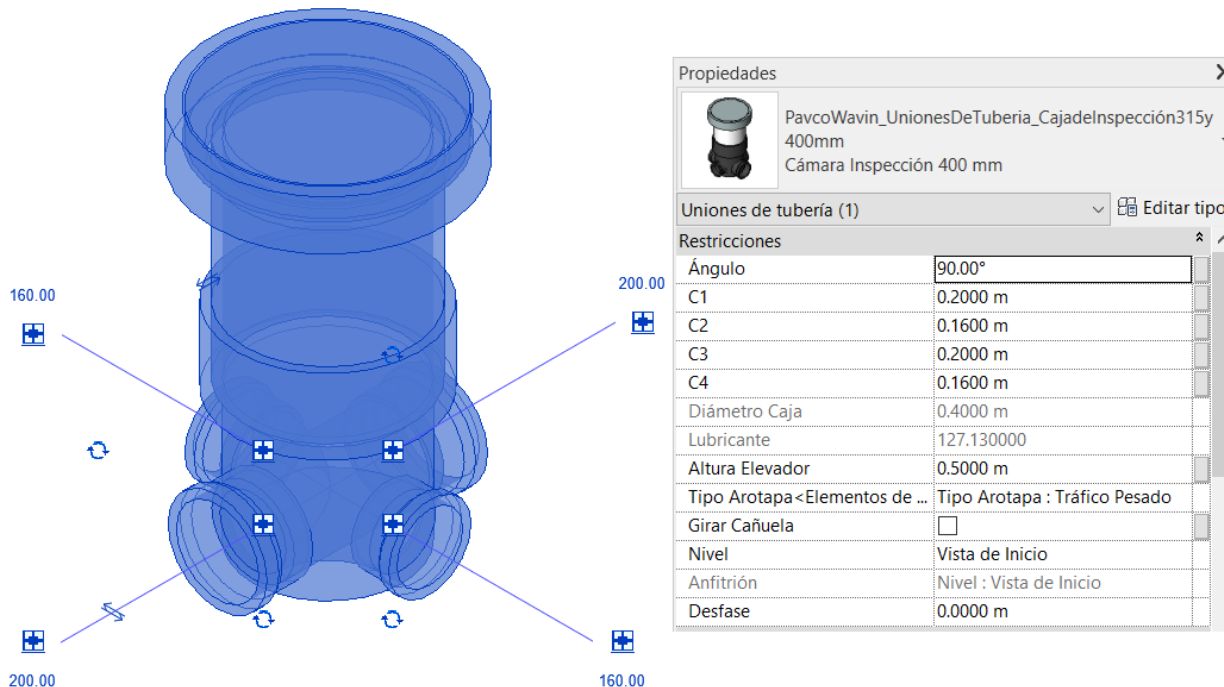 160.00
200.00
200.00
160.00
Propiedades
PavcoWavin_UnionesDeTuberia_CajadeInspección315y
400mm
Cámara Inspección 400 mm
Uniones de tubería (1)
Editar tipo
Restricciones
Ángulo 90.00°
C1 0.2000 m
C2 0.1600 m
C3 0.2000 m
C4 0.1600 m
Diámetro Caja 0.4000 m
Lubricante 127.130000
Altura Elevador 0.5000 m
Tipo Arotapa<Elementos de ... Tipo Arotapa : Tráfico Pesado
Girar Cañuela
Nivel Vista de Inicio
Anfitrión Nivel : Vista de Inicio
Desfase 0.0000 m